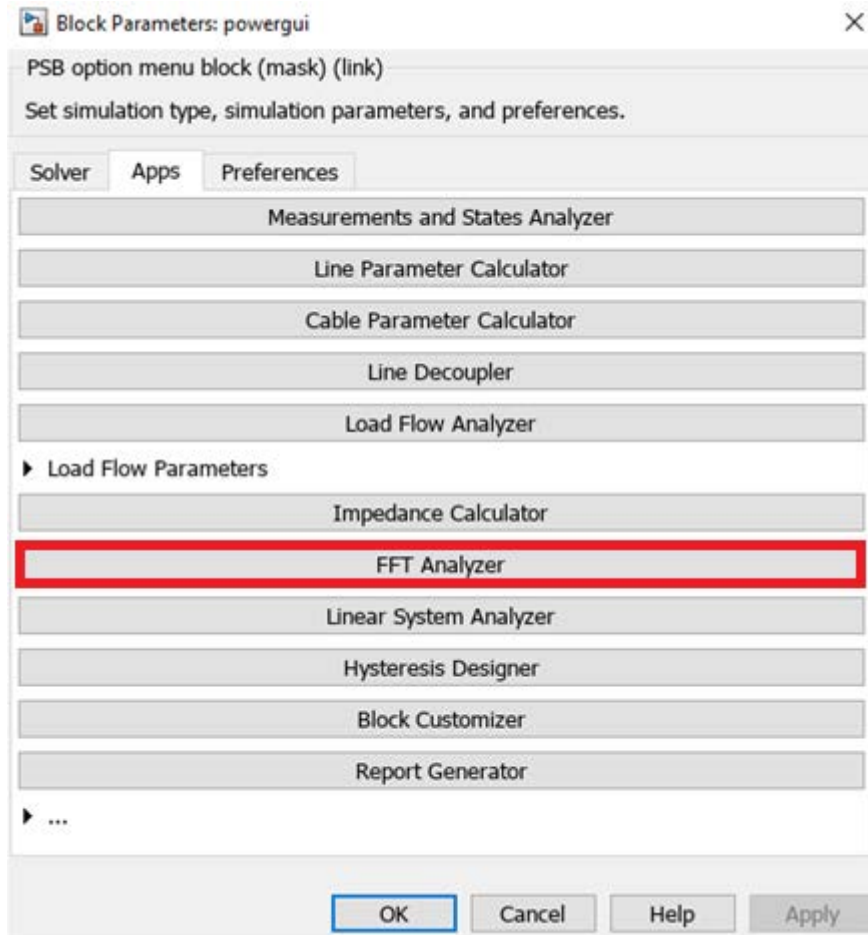 Block Parameters: powergui
PSB option menu block (mask) (link)
Set simulation type, simulation parameters, and preferences.
Solver Apps Preferences
Measurements and States Analyzer
Line Parameter Calculator
Cable Parameter Calculator
Line Decoupler
Load Flow Analyzer
Load Flow Parameters
Impedance Calculator
FFT Analyzer
Linear System Analyzer
Hysteresis Designer
Block Customizer
Report Generator
...
OK Cancel Help Apply